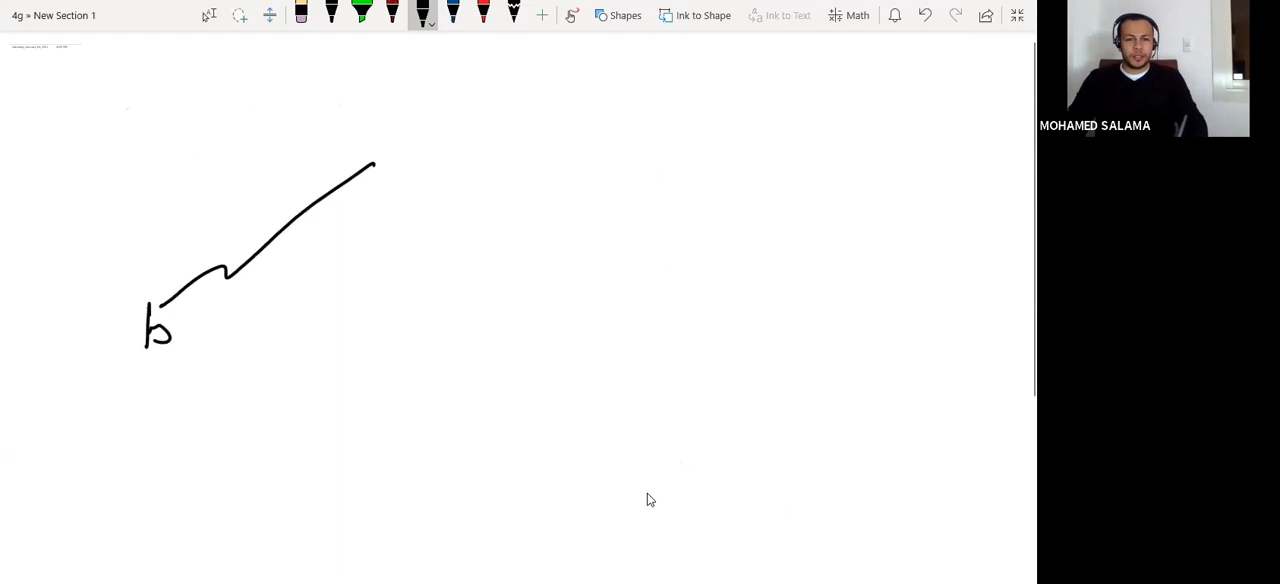 4g » New Section 1
Shapes
Ink to Shape
Ink to Text
Math
MOHAMED SALAMA
b